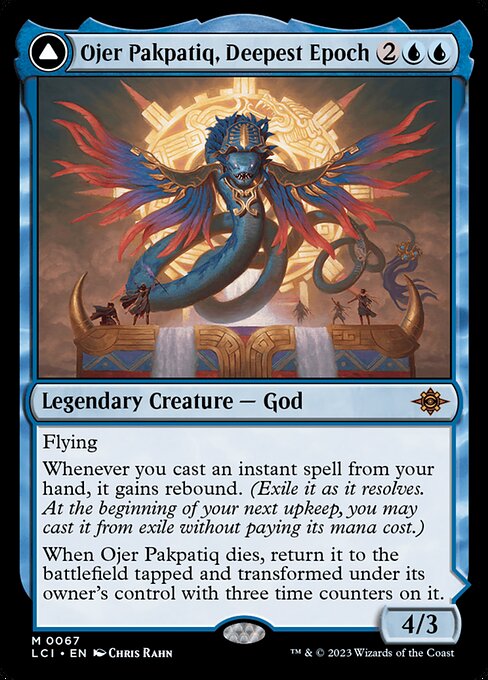 Ojer Pakpatiq, Deepest Epoch 2
Legendary Creature — God
Flying
Whenever you cast an instant spell from your
hand, it gains rebound. (Exile it as it resolves.
At the beginning of your next upkeep, you may
cast it from exile without paying its mana cost.)
When Ojer Pakpatiq dies, return it to the
battlefield tapped and transformed under its
owner's control with three time counters on it.
4/3
M 0067
LCI • EN Chris Rahn
™ & © 2023 Wizards of the Coast